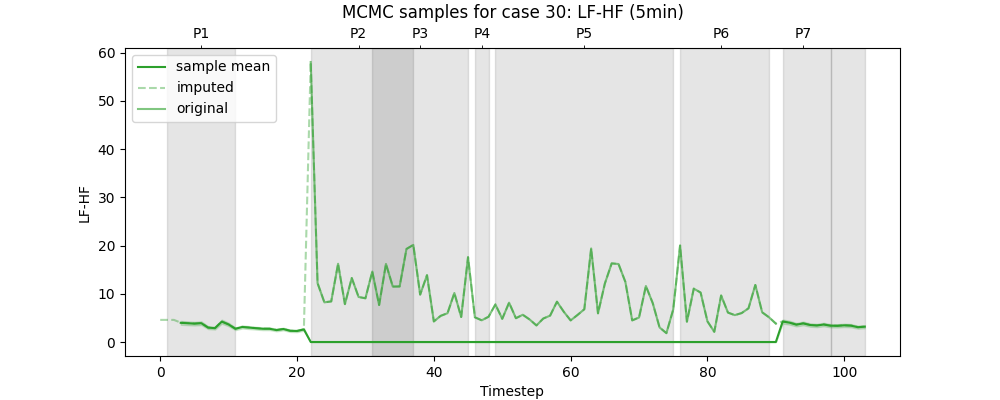 MCMC samples for case 30: LF-HF (5min)
P1 P2 P3 P4 P5 P6 P7
sample mean
imputed
original
LF-HF
60
50
40
30
20
10
0
0 20 40 60 80 100
Timestep